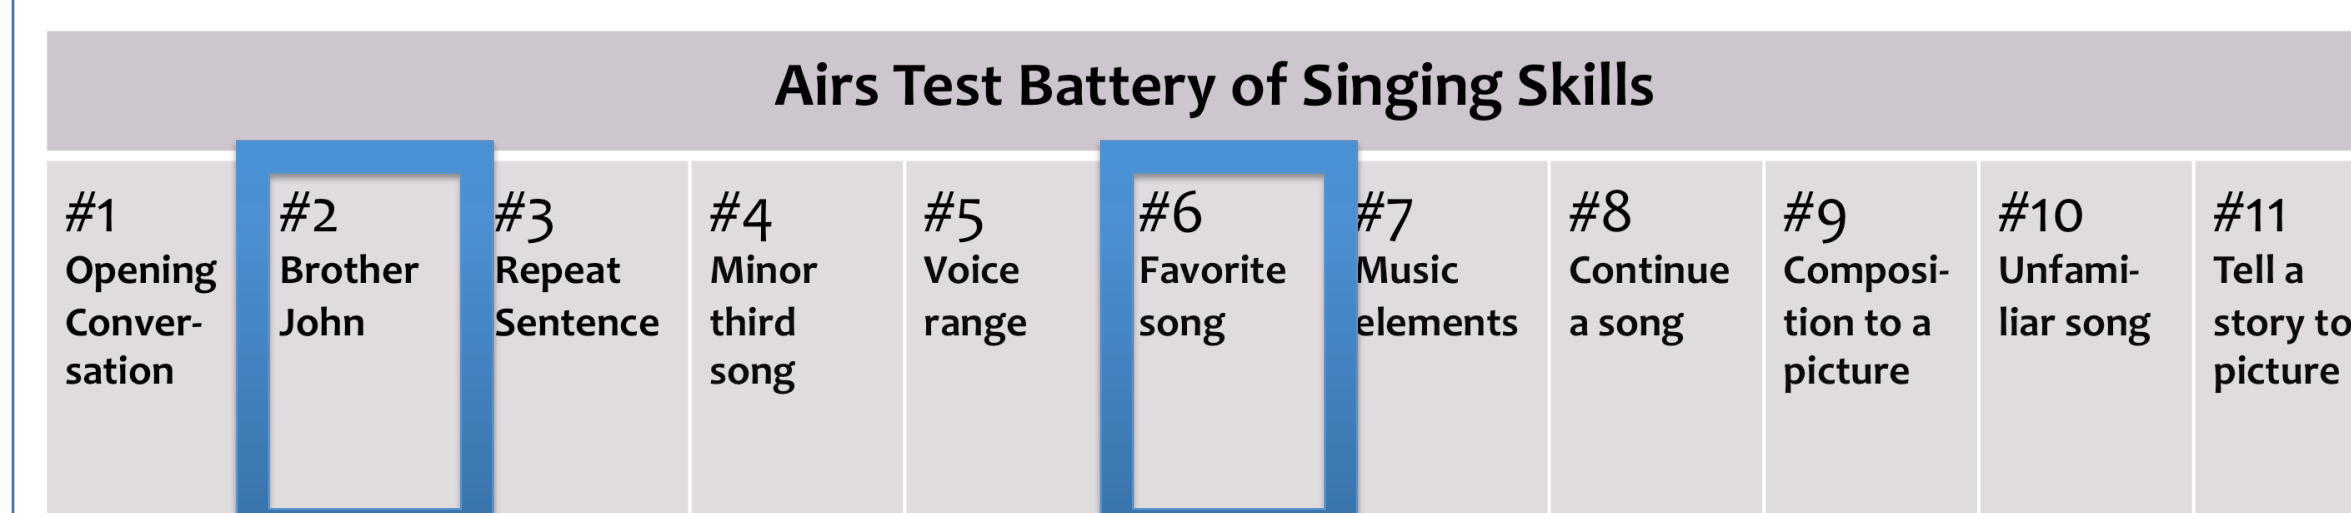 Airs Test Battery of Singing Skills
#1
Opening
Conver-
sation
#2
Brother
John
#3
Repeat
Sentence
#4
Minor
third
song
#5
Voice
range
#6
Favorite
song
#7
Music
elements
#8
Continue
a song
#9
Composi-
tion to a
picture
#10
Unfami-
liar song
#11
Tell a
story to
picture